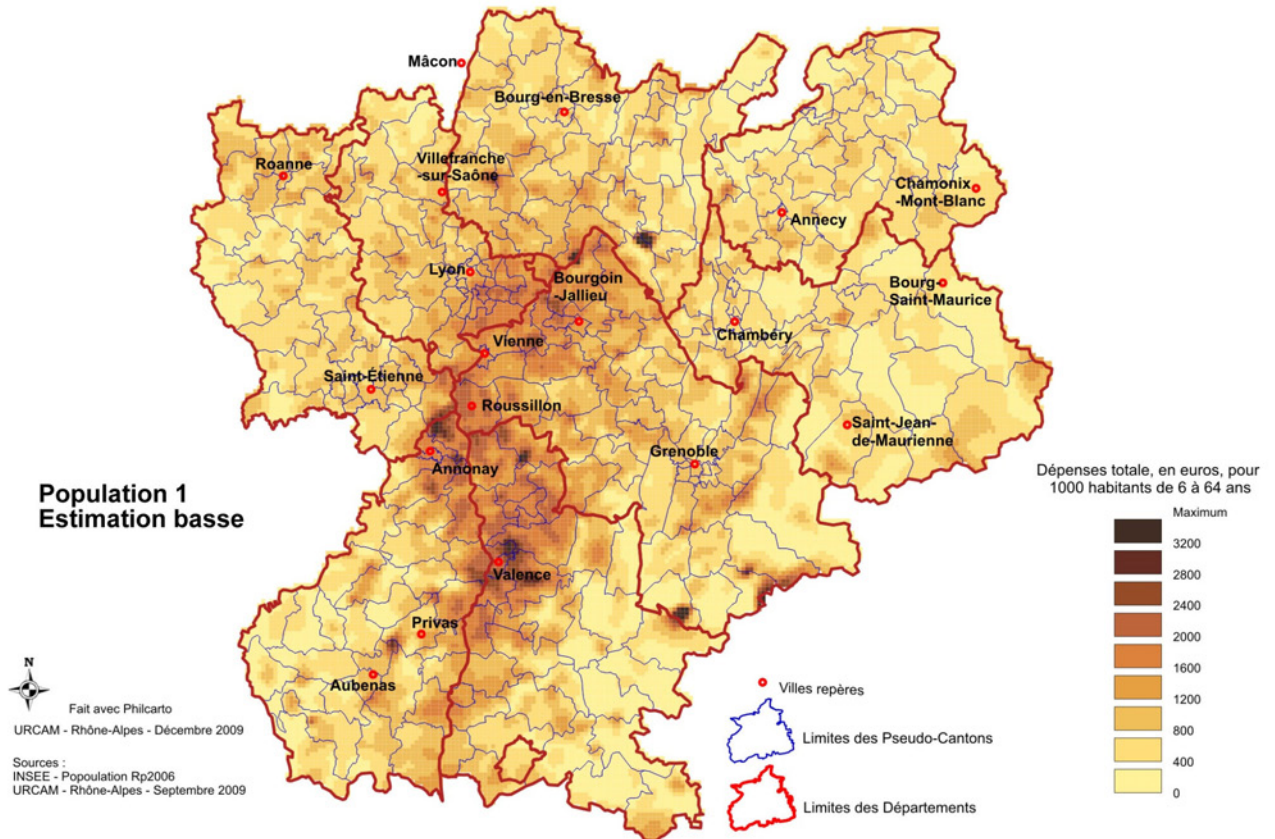 Mâcon
Bourg-en-Bresse
Roanne
Villefranche
-sur-Saône
Chamonix
-Mont-Blanc
Annecy
Lyon
Bourgoin
-Jallieu
Bourg-
Saint-Maurice
Chambéry
Vienne
Saint-Étienne
Roussillon
Saint-Jean-
de-Maurienne
Grenoble
Annonay
Population 1
Estimation basse
Valence
Privas
Aubenas
Dépenses totale, en euros, pour
1000 habitants de 6 à 64 ans
Maximum
3200
2800
2400
2000
1600
1200
800
400
0
Villes repères
Limites des Pseudo-Cantons
Limites des Départements
N
Fait avec Philcarto
URCAM - Rhône-Alpes - Décembre 2009
Sources :
INSEE - Popoulation Rp2006
URCAM - Rhône-Alpes - Septembre 2009